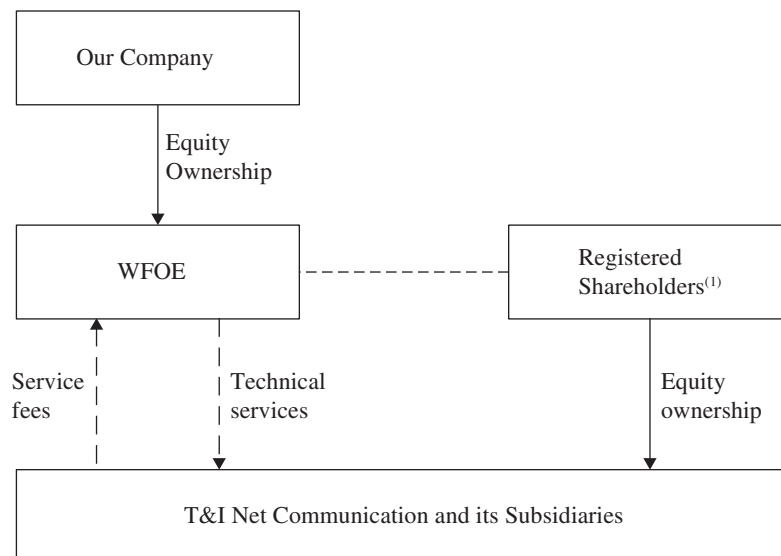 Our Company
Equity
Ownership
WFOE
Registered
Shareholders(1)
Service
fees
Technical
services
Equity
ownership
T&I Net Communication and its Subsidiaries